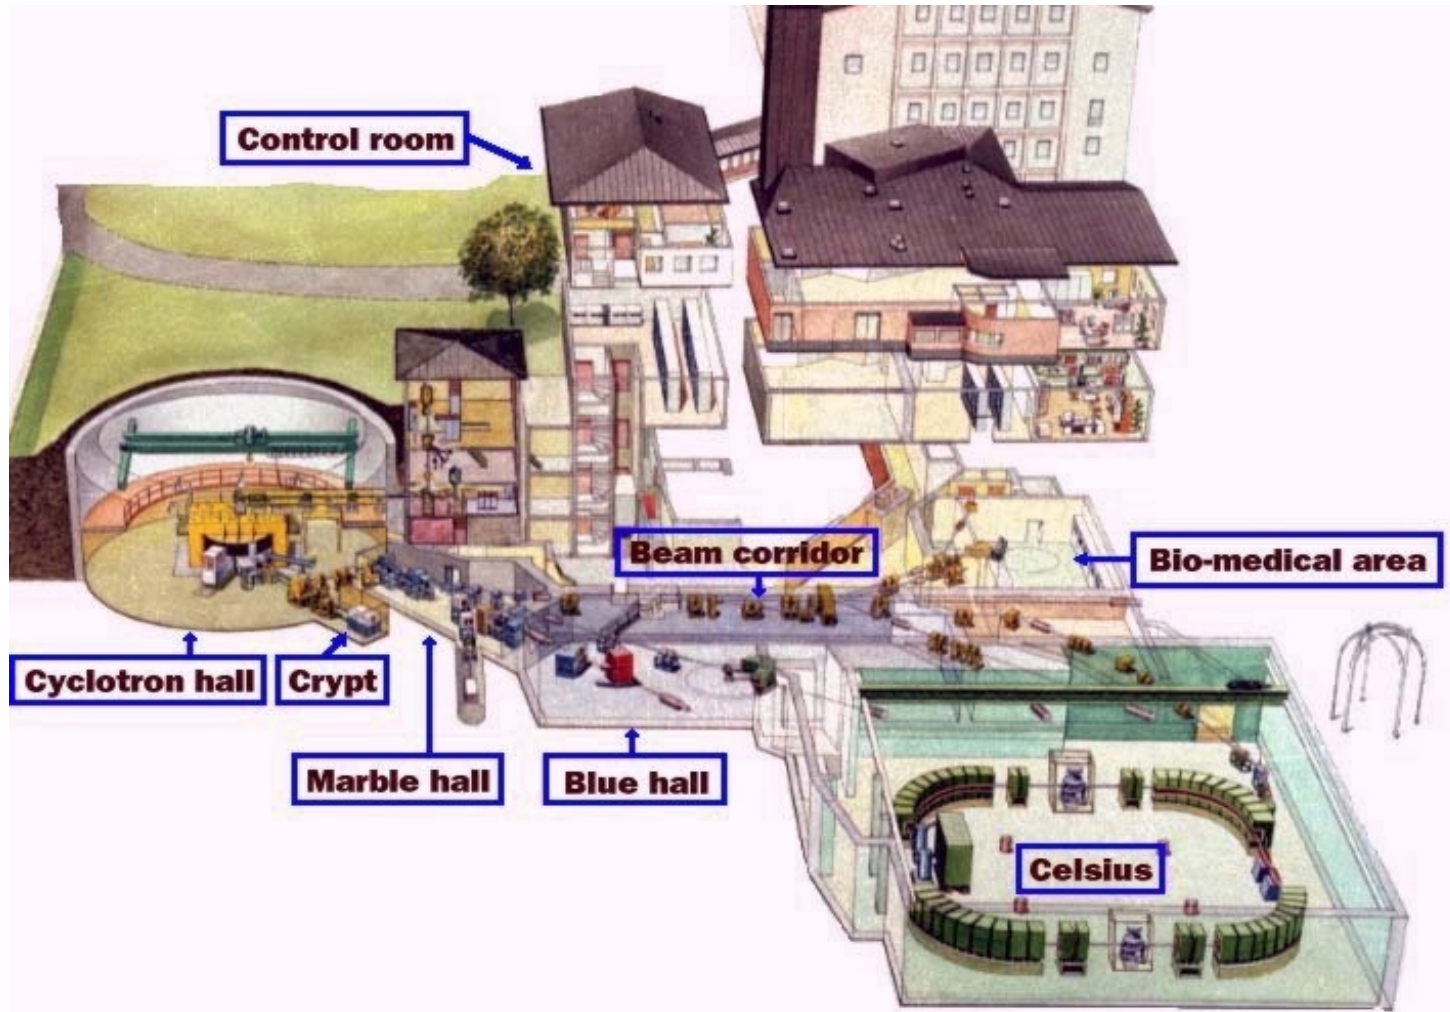 Control room
Beam corridor
Bio-medical area
Cyclotron hall
Crypt
Marble hall
Blue hall
Celsius